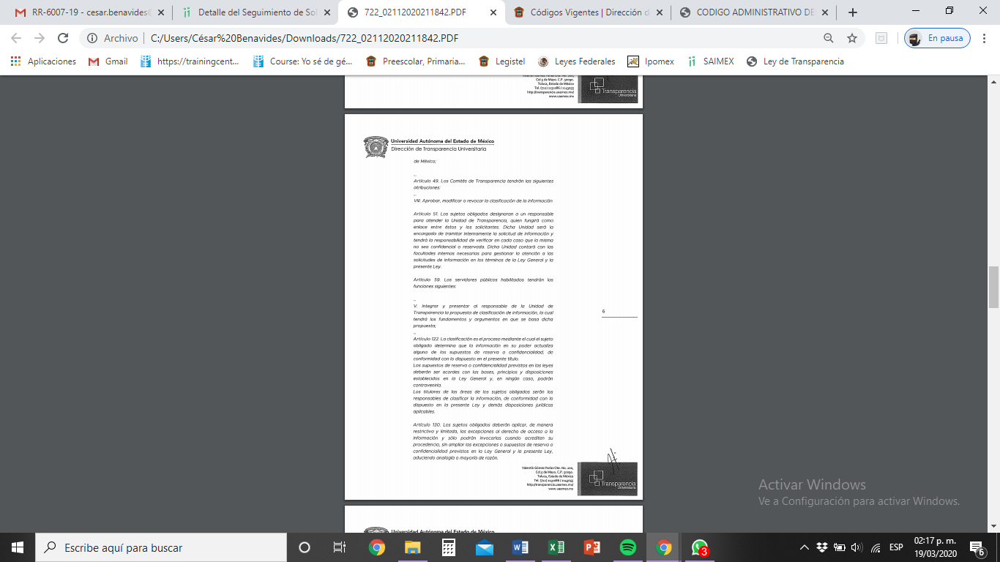 RR-6007-19 - cesar.benavides@
Detalle del Seguimiento de Sol
722_02112020211842.PDF
Códigos Vigentes | Dirección d
CODIGO ADMINISTRATIVO DE
Archivo
C:/Users/César%20Benavides/Downloads/722_02112020211842.PDF
En pausa
Aplicaciones
Gmail
https://trainingcent...
Course: Yo sé de gé...
Preescolar, Primaria...
Legistel
Leyes Federales
Ipomex
SAIMEX
Ley de Transparencia
Col 5 de Mayo. C.P. 50090.
Toluca, Estado de México
Tel. (722) 2131086 / 2143055
http://transparencia.uaemex.mx/
www.uaemex.mx
Transparencia
Universitaria
Universidad Autónoma del Estado de México
Dirección de Transparencia Universitaria
de México;
...
Artículo 49. Los Comités de Transparencia tendrán las siguientes
atribuciones:
...
VIII. Aprobar, modificar o revocar la clasificación de la información
Artículo 51. Los sujetos obligados designaran a un responsable
para atender la Unidad de Transparencia, quien fungirá como
enlace entre éstos y los solicitantes. Dicha Unidad será la
encargada de tramitar internamente la solicitud de información y
tendrá la responsabilidad de verificar en cada caso que la misma
no sea confidencial o reservada. Dicha Unidad contará con las
facultades internas necesarias para gestionar la atención a las
solicitudes de información en los términos de la Ley General y la
presente Ley.
Artículo 59. Los servidores públicos habilitados tendrán las
funciones siguientes:
...
V. Integrar y presentar al responsable de la Unidad de
Transparencia la propuesta de clasificación de información, la cual
tendrá los fundamentos y argumentos en que se basa dicha
propuesta;
...
6
Artículo 122. La clasificación es el proceso mediante el cual el sujeto
obligado determina que la información en su poder actualiza
alguno de los supuestos de reserva o confidencialidad, de
conformidad con lo dispuesto en el presente título.
Los supuestos de reserva o confidencialidad previstos en las leyes
deberán ser acordes con las bases, principios y disposiciones
establecidos en la Ley General y, en ningún caso, podrán
contravenirla.
Los titulares de las áreas de los sujetos obligados serán los
responsables de clasificar la información, de conformidad con lo
dispuesto en la presente Ley y demás disposiciones jurídicas
aplicables.
Artículo 130. Los sujetos obligados deberán aplicar, de manera
restrictiva y limitada, las excepciones al derecho de acceso a la
información y sólo podrán invocarlas cuando acrediten su
procedencia, sin ampliar las excepciones o supuestos de reserva o
confidencialidad previstos en la Ley General y la presente Ley,
aduciendo analogía o mayoría de razón.
Valentín Gómez Farías Ote. No. 200,
Col 5 de Mayo. C.P. 50090.
Toluca, Estado de México
Tel. (722) 2131086 / 2143055
http://transparencia.uaemex.mx/
www.uaemex.mx
Transparencia
Universitaria
Universidad Autónoma del Estado de México
Activar Windows
Ve a Configuración para activar Windows.
Escribe aquí para buscar
3
ESP
02:17 p. m.
19/03/2020
6